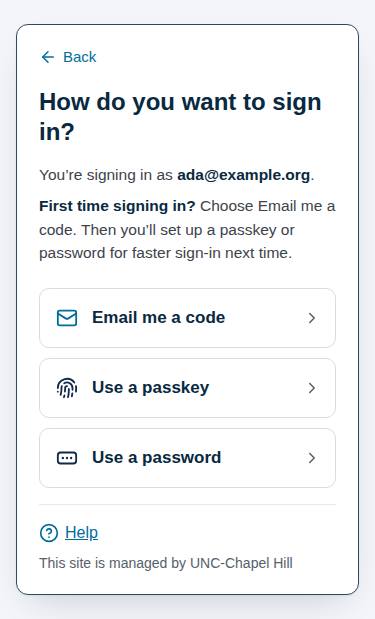 Back
How do you want to sign
in?
You’re signing in as ada@example.org.
First time signing in? Choose Email me a
code. Then you’ll set up a passkey or
password for faster sign-in next time.
Email me a code
Use a passkey
Use a password
Help
This site is managed by UNC-Chapel Hill